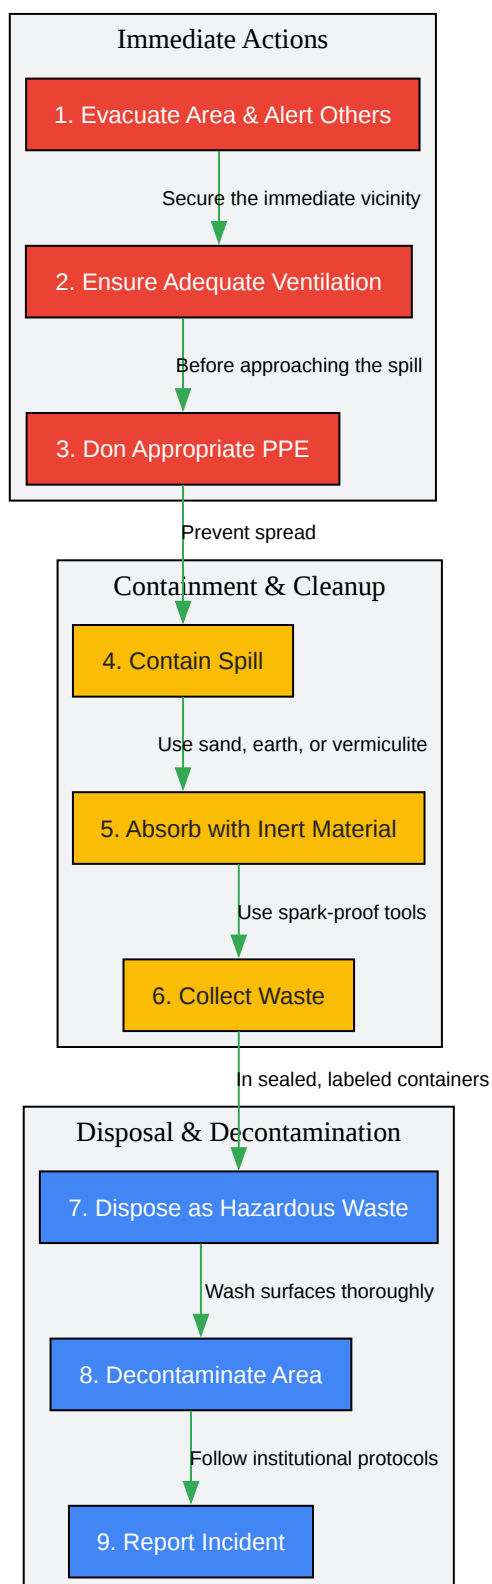 Immediate Actions
1. Evacuate Area & Alert Others
Secure the immediate vicinity
2. Ensure Adequate Ventilation
Before approaching the spill
3. Don Appropriate PPE
Prevent spread
Containment & Cleanup
4. Contain Spill
Use sand, earth, or vermiculite
5. Absorb with Inert Material
Use spark-proof tools
6. Collect Waste
In sealed, labeled containers
Disposal & Decontamination
7. Dispose as Hazardous Waste
Wash surfaces thoroughly
8. Decontaminate Area
Follow institutional protocols
9. Report Incident